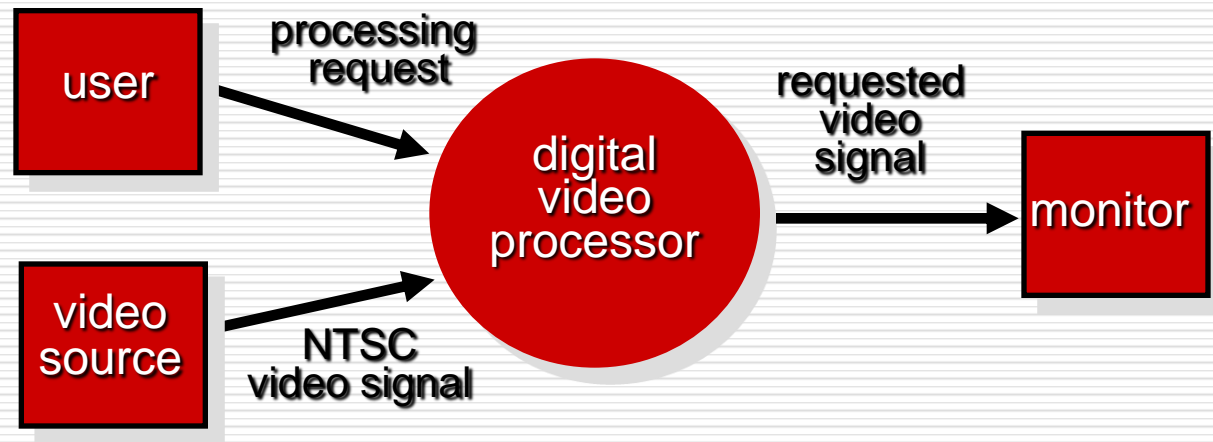 user
processing
request
requested
video
signal
digital
video
processor
monitor
video
source
NTSC
video signal